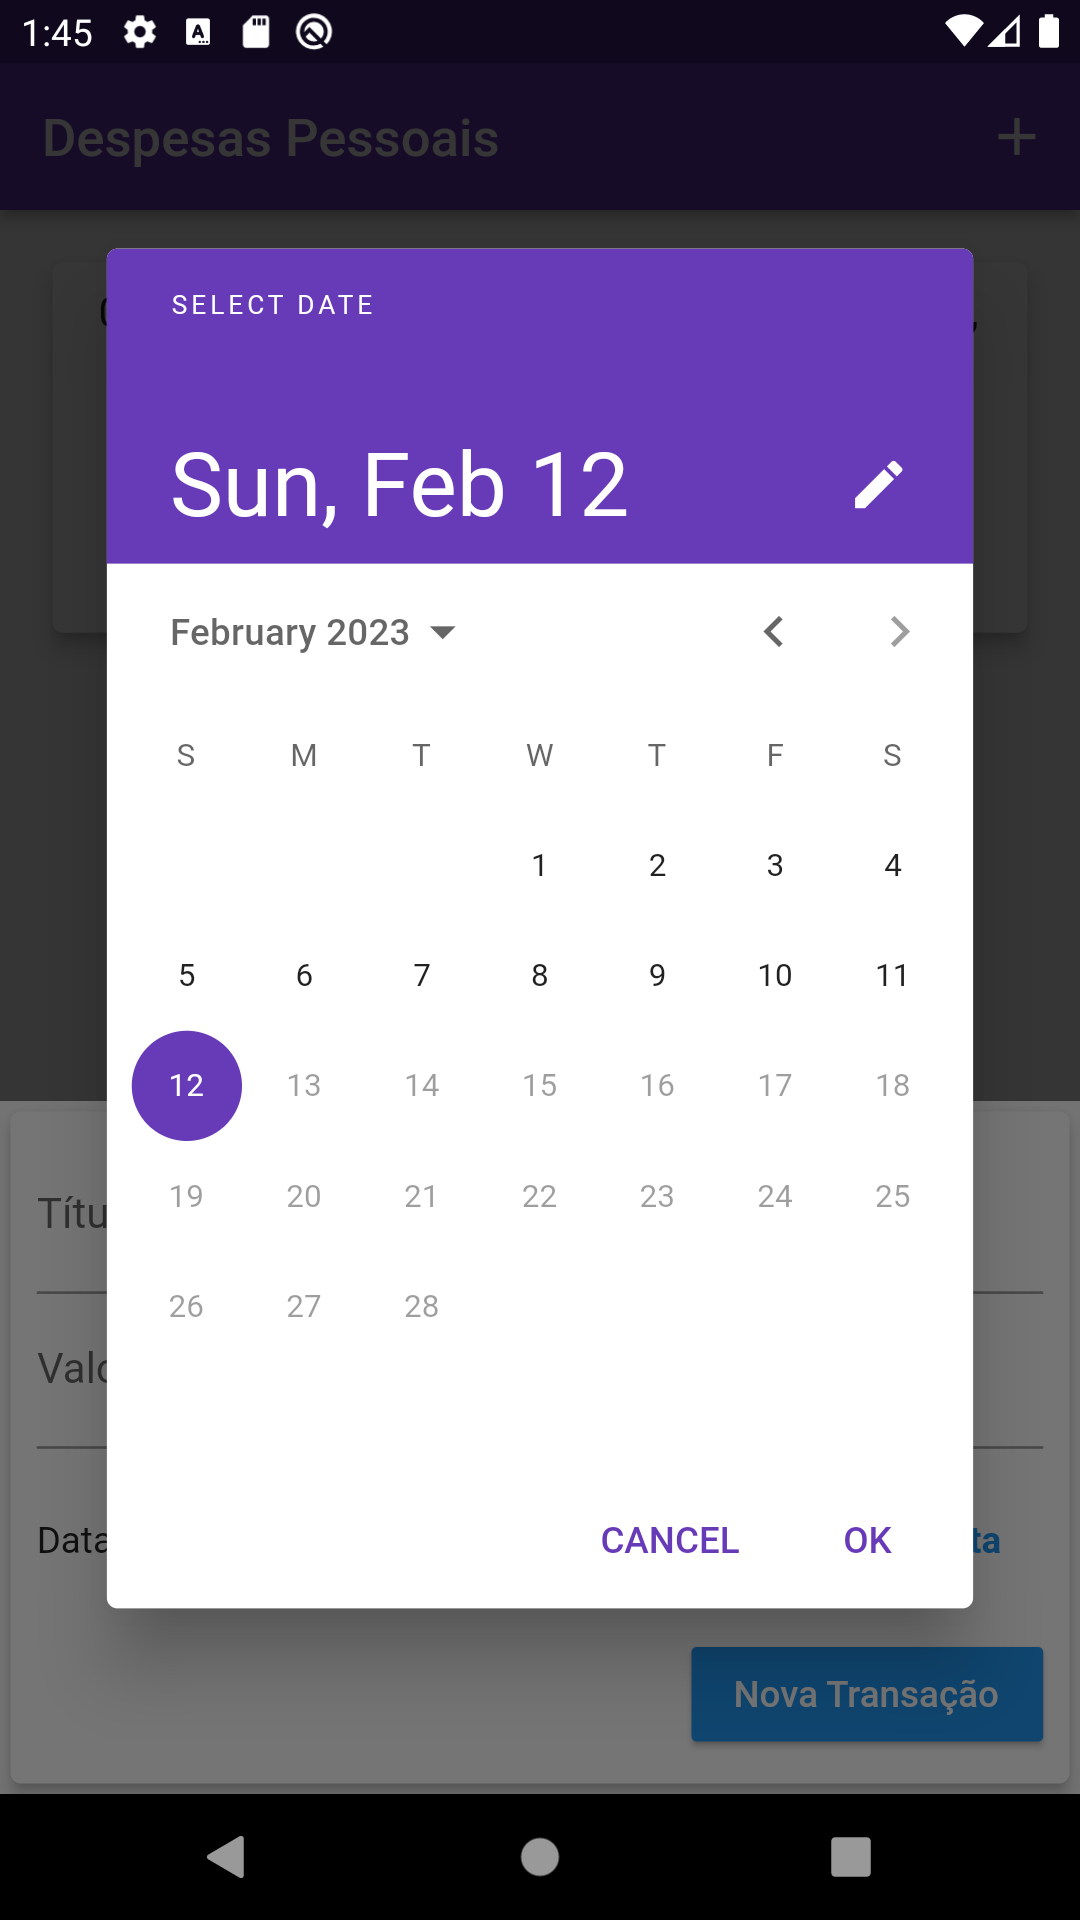 1:45
Despesas Pessoais
SELECT DATE
Sun, Feb 12
February 2023
S M T W T F S
1 2 3 4
5 6 7 8 9 10 11
12 13 14 15 16 17 18
19 20 21 22 23 24 25
26 27 28
CANCEL OK
Nova Transação